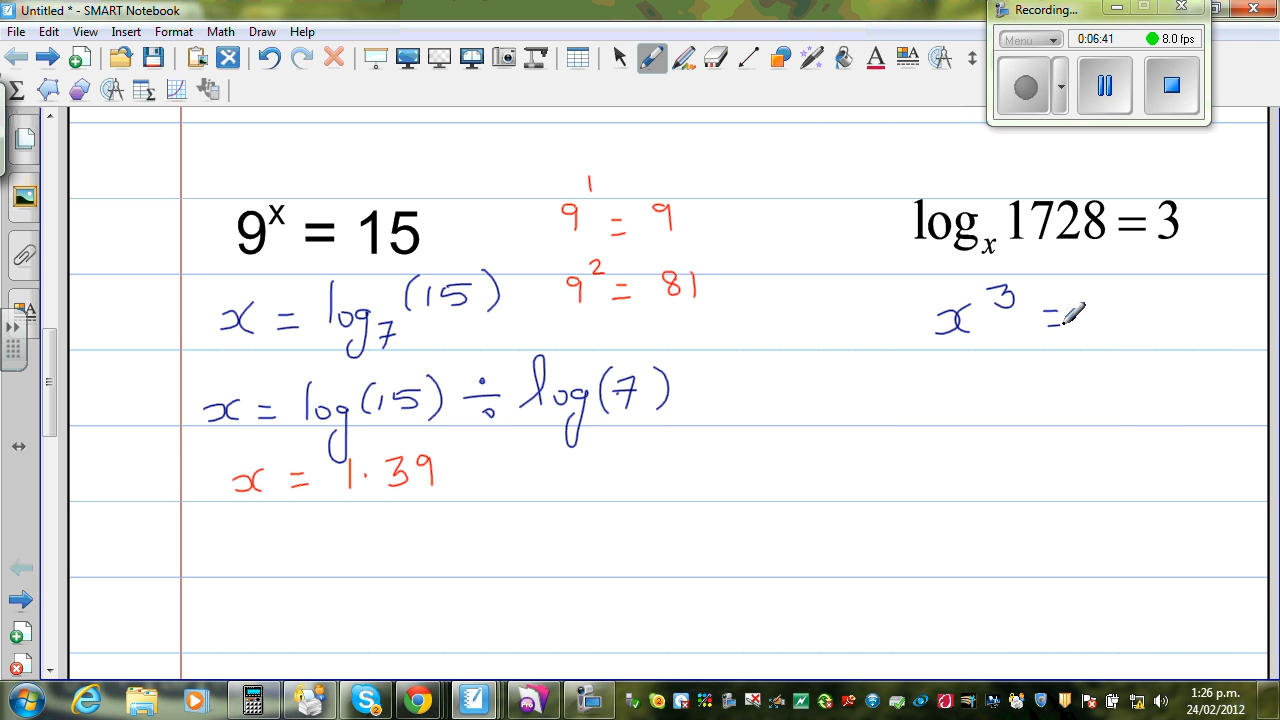 Untitled * - SMART Notebook
Recording...
File Edit View Insert Format Math Draw Help
Menu 0:06:41 8.0 fps
9^x = 15
9^1 = 9
log_x 1728 = 3
9^2 = 81
x = log_7 (15)
x^3 =
x = log(15) ÷ log(7)
x = 1.39
1:26 p.m.
24/02/2012